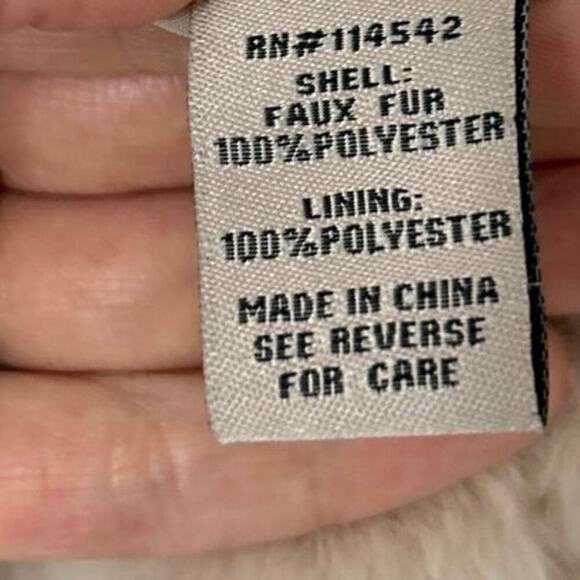 RN#114542
SHELL:
FAUX FUR
100%POLYESTER
LINING:
100%POLYESTER
MADE IN CHINA
SEE REVERSE
FOR CARE